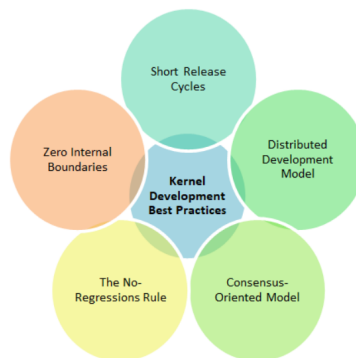 Short Release
Cycles
Zero Internal
Boundaries
Distributed
Development
Model
Kernel
Development
Best Practices
The No-
Regressions Rule
Consensus-
Oriented Model